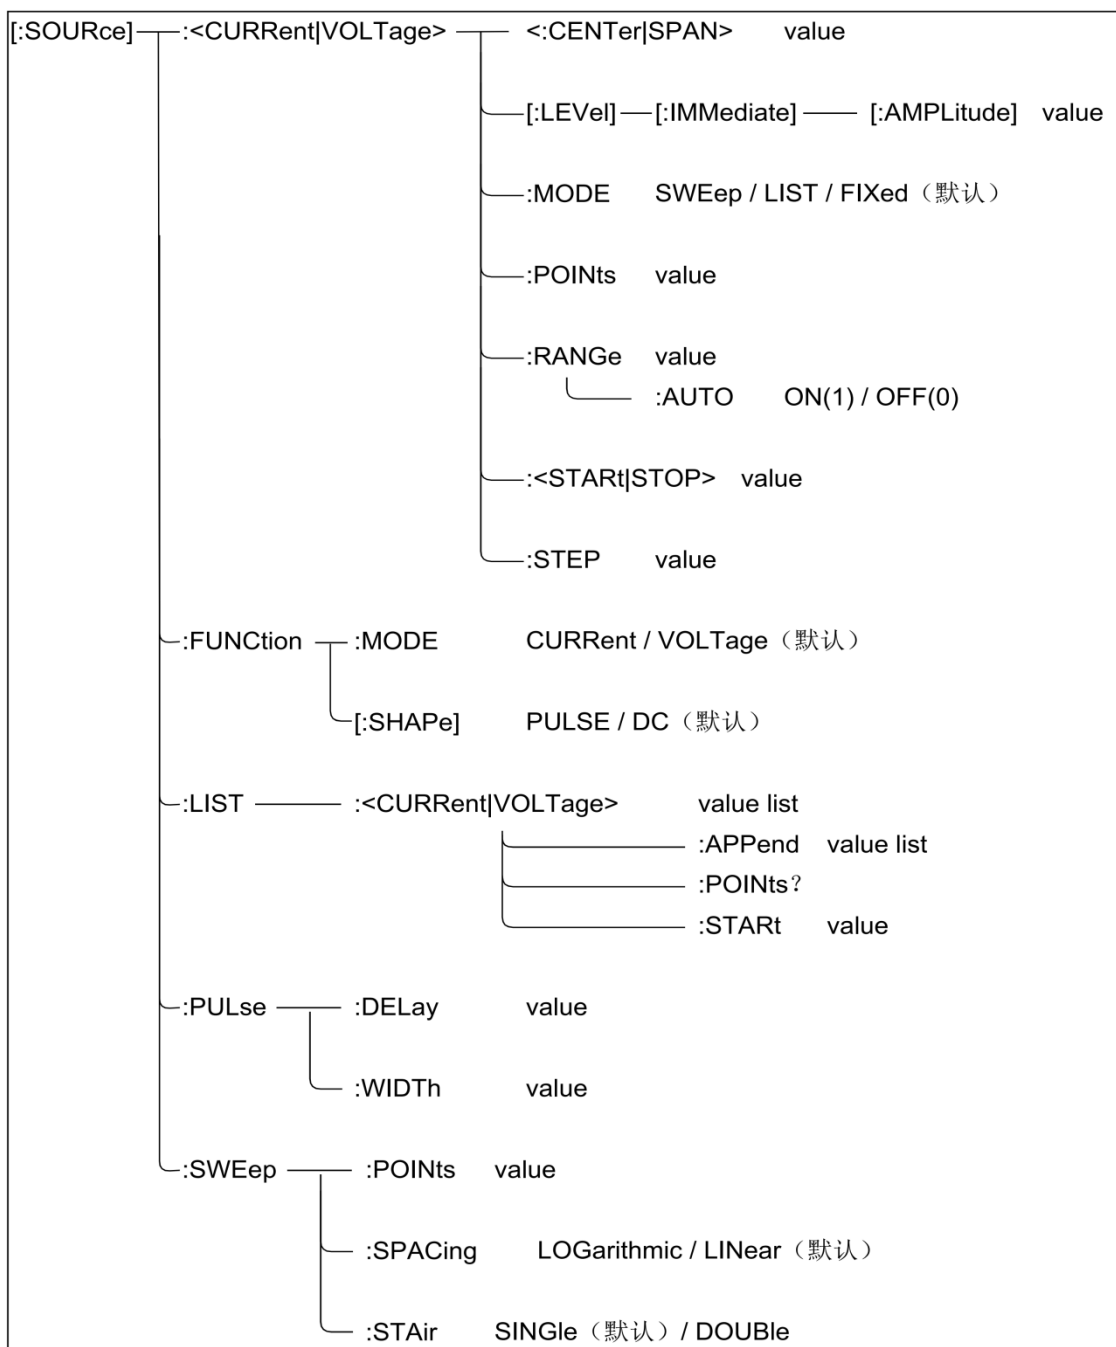 [:SOURce] :<CURRent|VOLTage> <:CENTer|SPAN> value
[:LEVel] [:IMMediate] [:AMPLitude] value
:MODE SWEep / LIST / FIXed（默认）
:POINts value
:RANGe value
:AUTO ON(1) / OFF(0)
:<STARt|STOP> value
:STEP value
:FUNCtion :MODE CURRent / VOLTage（默认）
[:SHAPe] PULSE / DC（默认）
:LIST :<CURRent|VOLTage> value list
:APPend value list
:POINts？
:STARt value
:PULse :DELay value
:WIDTh value
:SWEep :POINts value
:SPACing LOGarithmic / LINear（默认）
:STAir SINGle（默认）/ DOUBle